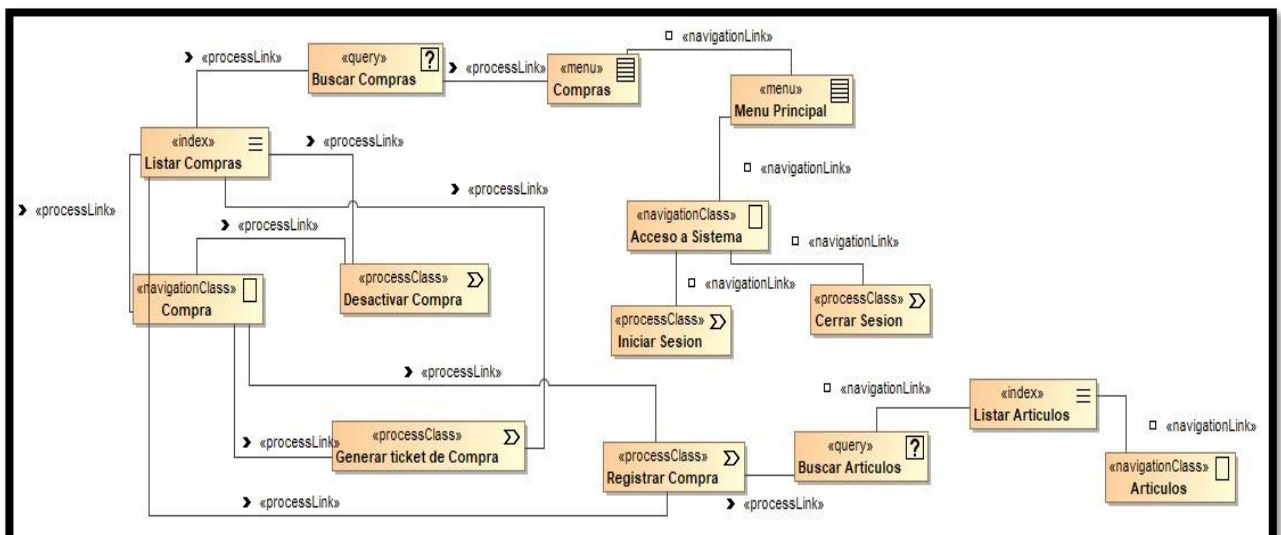 «navigationLink»
«processLink»
«query»
Buscar Compras
«processLink»
«menu»
Compras
«menu»
Menu Principal
«index»
Listar Compras
«processLink»
«navigationLink»
«processLink»
«processLink»
«processLink»
«navigationClass»
Acceso a Sistema
«navigationLink»
«navigationClass»
Compra
«processClass»
Desactivar Compra
«navigationLink»
«processClass»
Iniciar Sesion
«processClass»
Cerrar Sesion
«processLink»
«navigationLink»
«index»
Listar Articulos
«navigationLink»
«processLink»
«processClass»
Generar ticket de Compra
«processClass»
Registrar Compra
«query»
Buscar Articulos
«navigationClass»
Articulos
«processLink»
«processLink»